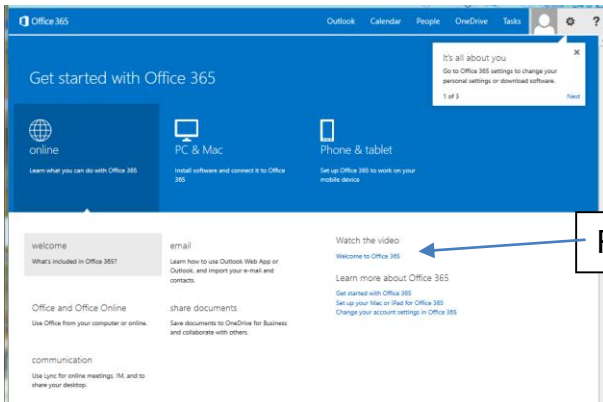 Office 365
Outlook Calendar People OneDrive Tasks ?
It's all about you
Go to Office 365 settings to change your
personal settings or download software.
1 of 3 Next
Get started with Office 365
online
Learn what you can do with Office 365
PC & Mac
Install software and connect it to Office
365
Phone & tablet
Set up Office 365 to work on your
mobile device
welcome
What's included in Office 365?
email
Learn how to use Outlook Web App or
Outlook, and import your e-mail and
contacts.
Office and Office Online
Use Office from your computer or online.
share documents
Save documents to OneDrive for Business
and collaborate with others.
communication
Use Lync for online meetings, IM, and to
share your desktop.
Watch the video
Welcome to Office 365
Learn more about Office 365
Get started with Office 365
Set up your Mac or iPad for Office 365
Change your account settings in Office 365